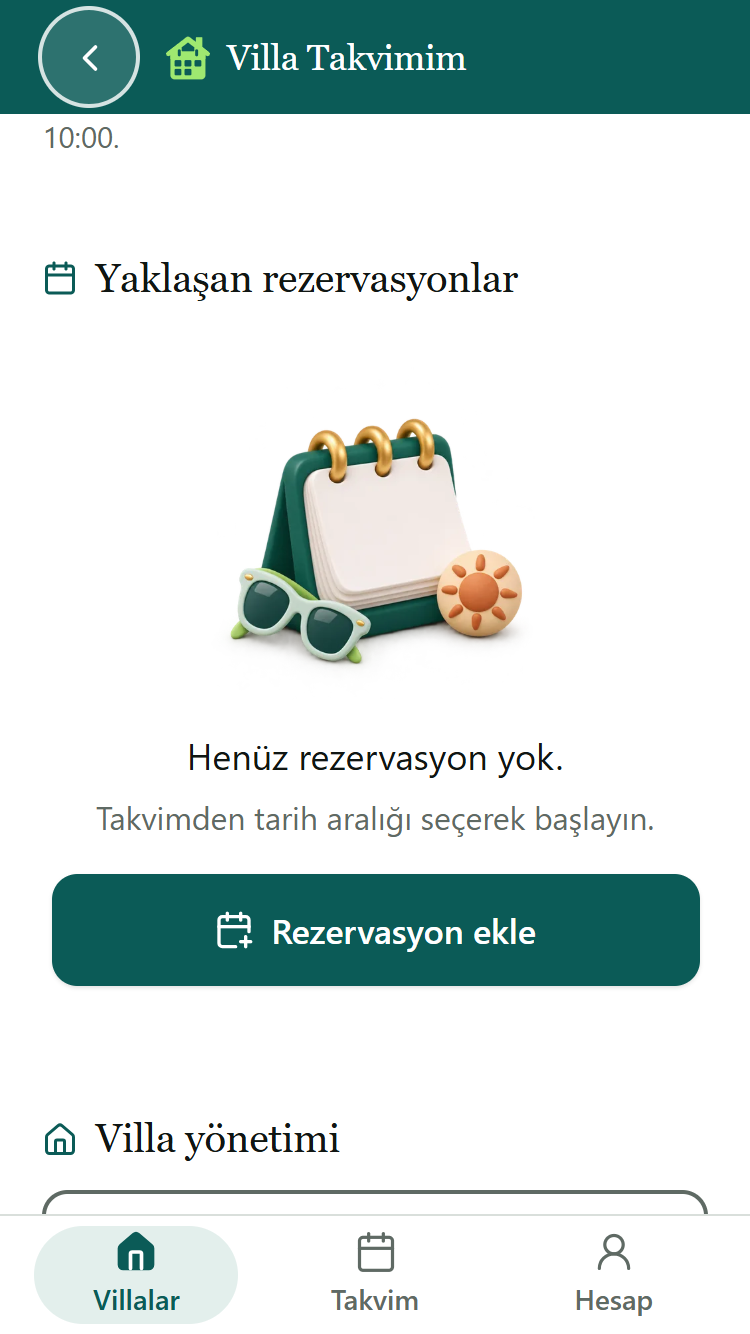 Villa Takvimim
10:00.
Yaklaşan rezervasyonlar
Henüz rezervasyon yok.
Takvimden tarih aralığı seçerek başlayın.
Rezervasyon ekle
Villa yönetimi
Villalar
Takvim
Hesap